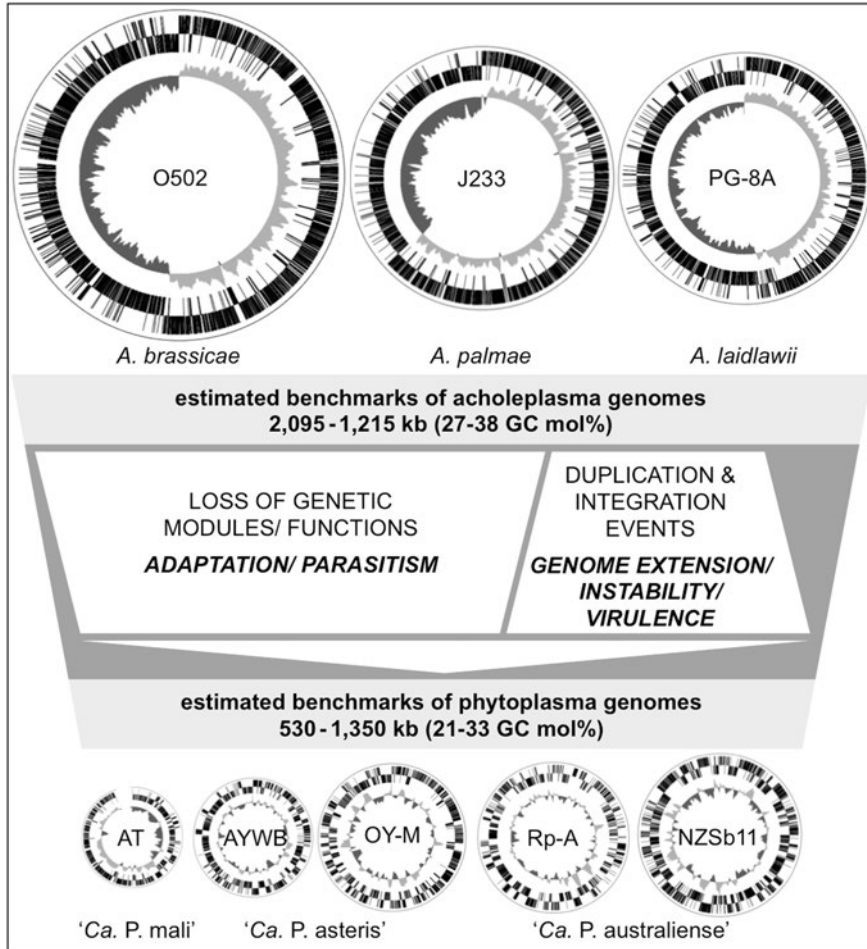 O502
J233
PG-8A
A. brassicae
A. palmae
A. laidlawii
estimated benchmarks of acholeplasma genomes
2,095 - 1,215 kb (27-38 GC mol%)
LOSS OF GENETIC
MODULES/ FUNCTIONS
ADAPTATION/ PARASITISM
DUPLICATION &
INTEGRATION
EVENTS
GENOME EXTENSION/
INSTABILITY/
VIRULENCE
estimated benchmarks of phytoplasma genomes
530 - 1,350 kb (21-33 GC mol%)
AT
AYWB
OY-M
Rp-A
NZSb11
‘Ca. P. mali’
‘Ca. P. asteris’
‘Ca. P. australiense’